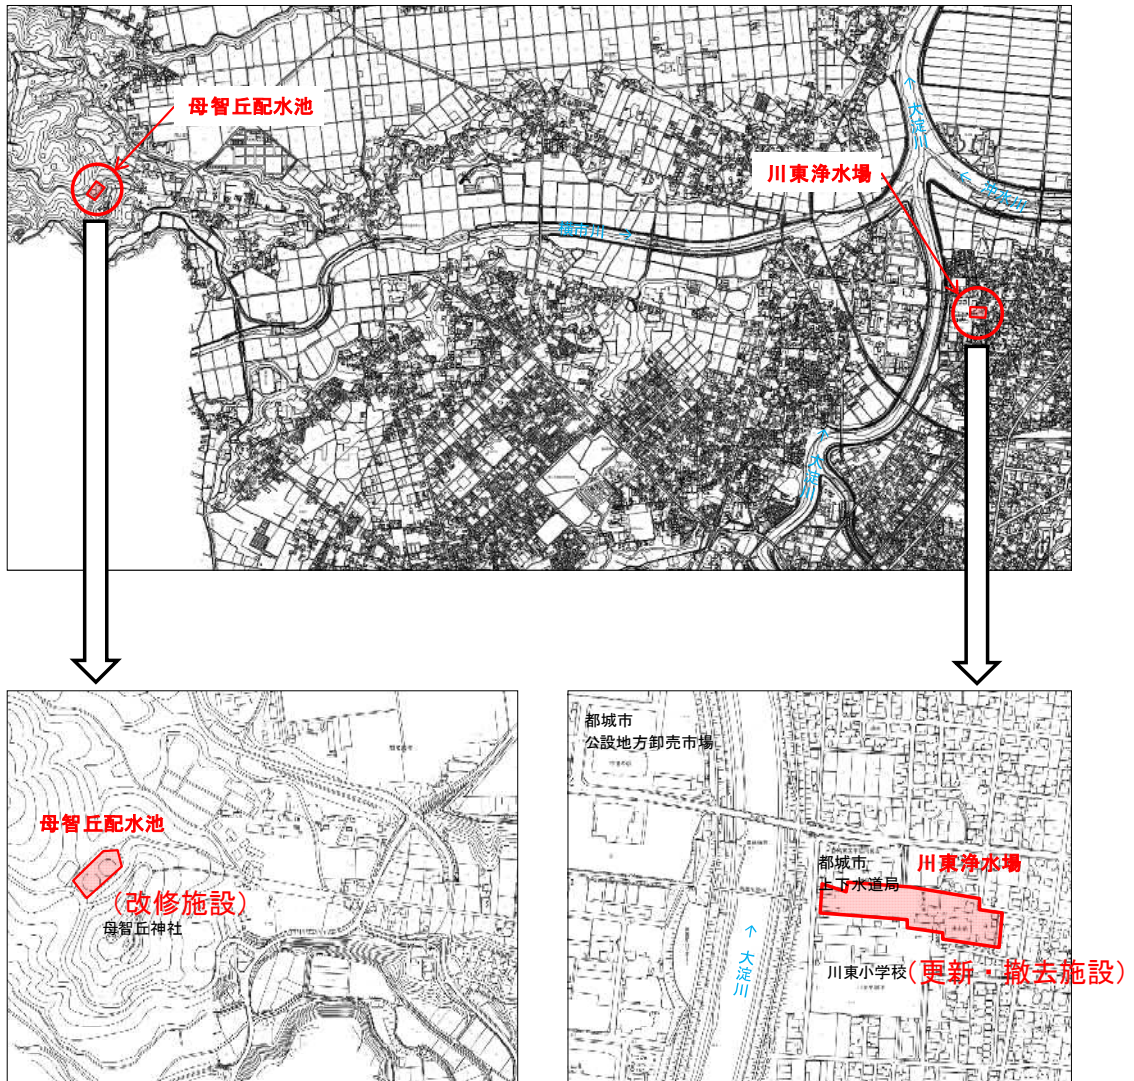 母智丘配水池
川東浄水場
↑ 大淀川
← 沖水川
横市川 →
↑ 大淀川
母智丘配水池
(改修施設)
母智丘神社
都城市
公設地方卸売市場
都城市
上下水道局
川東浄水場
↑ 大淀川
川東小学校
(更新・撤去施設)